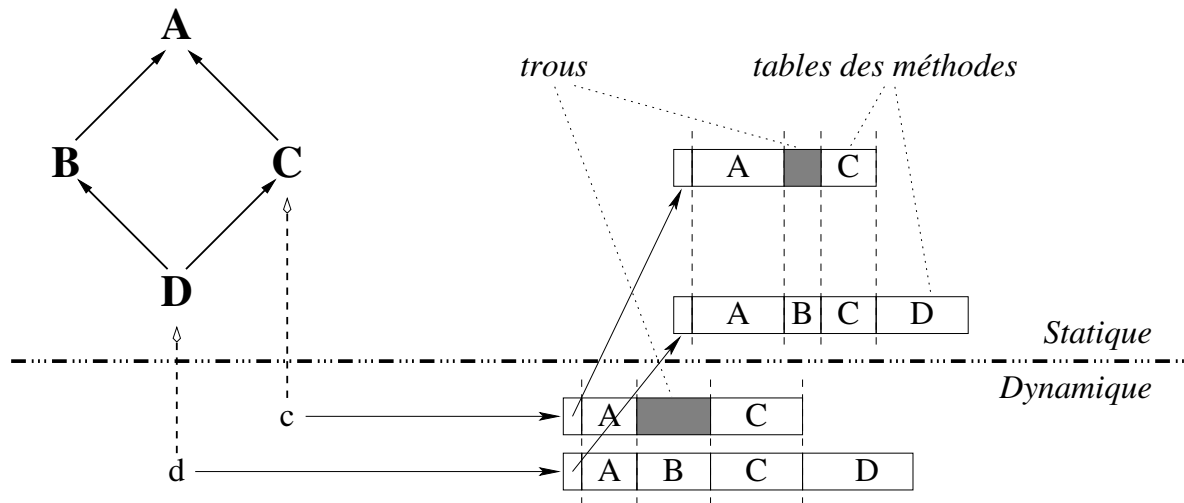 A
trous tables des méthodes
B C A C
D A B C D
Statique
Dynamique
c A C
d A B C D